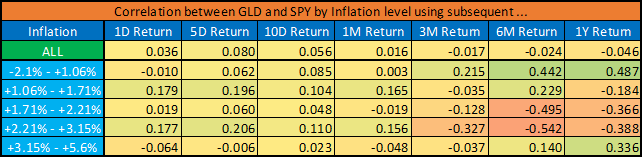 Correlation between GLD and SPY by Inflation level using subsequent ...
Inflation 1D Return 5D Return 10D Return 1M Return 3M Return 6M Return 1Y Return
ALL 0.036 0.080 0.056 0.016 -0.017 -0.024 -0.046
-2.1% - +1.06% -0.010 0.062 0.085 0.003 0.215 0.442 0.487
+1.06% - +1.71% 0.179 0.196 0.104 0.165 -0.035 0.229 -0.184
+1.71% - +2.21% 0.019 0.060 0.048 -0.019 -0.128 -0.495 -0.366
+2.21% - +3.15% 0.177 0.206 0.110 0.156 -0.327 -0.542 -0.388
+3.15% - +5.6% -0.064 -0.006 0.023 -0.048 -0.037 0.140 0.336